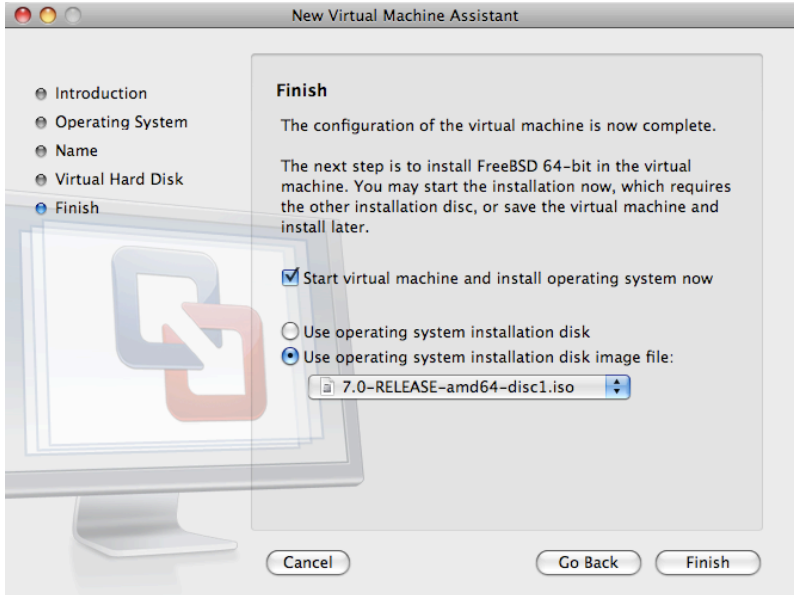 New Virtual Machine Assistant
Introduction
Operating System
Name
Virtual Hard Disk
Finish
Finish
The configuration of the virtual machine is now complete.
The next step is to install FreeBSD 64-bit in the virtual
machine. You may start the installation now, which requires
the other installation disc, or save the virtual machine and
install later.
Start virtual machine and install operating system now
Use operating system installation disk
Use operating system installation disk image file:
7.0-RELEASE-amd64-disc1.iso
Cancel
Go Back
Finish